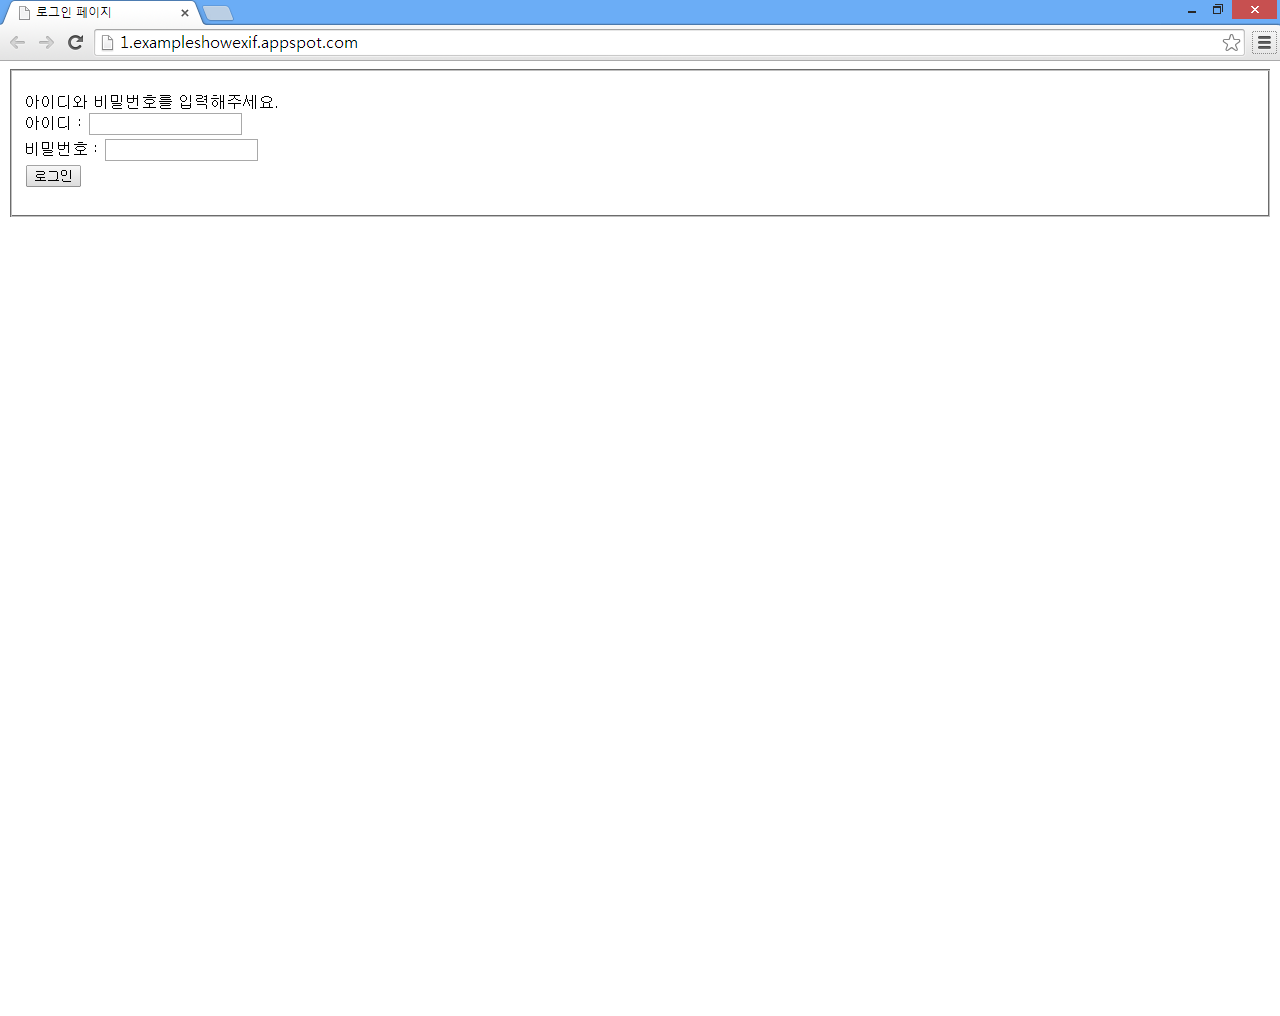 로그인 페이지
1.exampleshowexif.appspot.com
아이디와 비밀번호를 입력해주세요.
아이디 :
비밀번호 :
로그인